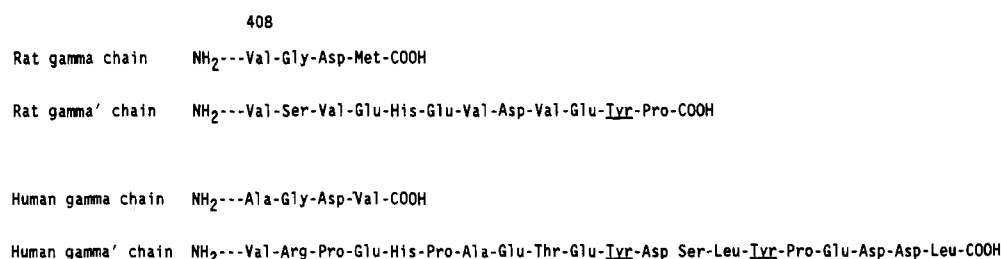 408
Rat gamma chain NH2---Val-Gly-Asp-Met-COOH
Rat gamma' chain NH2---Val-Ser-Val-Glu-His-Glu-Val-Asp-Val-Glu-Tyr-Pro-COOH
Human gamma chain NH2---Ala-Gly-Asp-Val-COOH
Human gamma' chain NH2---Val-Arg-Pro-Glu-His-Pro-Ala-Glu-Thr-Glu-Tyr-Asp Ser-Leu-Tyr-Pro-Glu-Asp-Asp-Leu-COOH